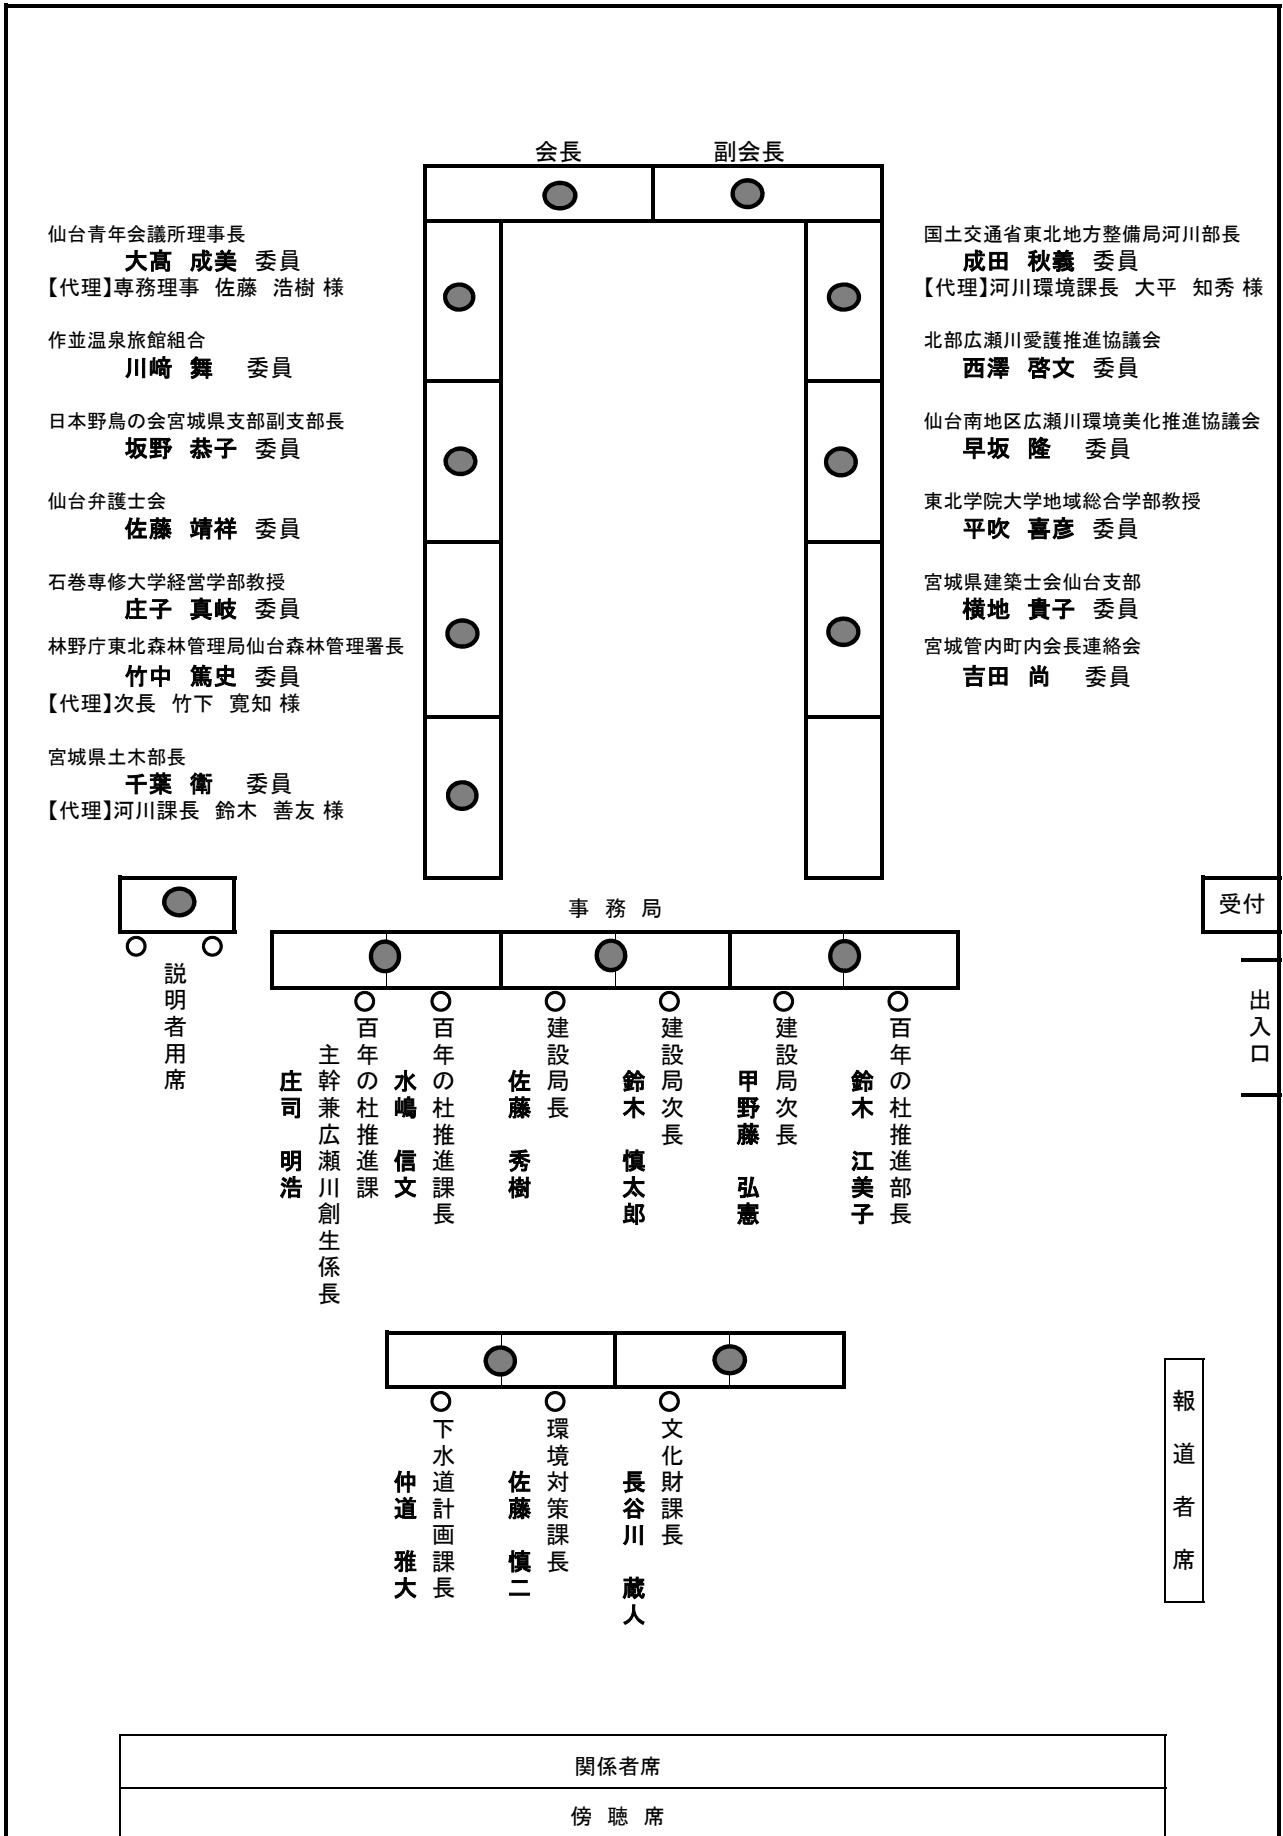 会長
副会長
仙台青年会議所理事長
大髙 成美 委員
【代理】専務理事 佐藤 浩樹 様
作並温泉旅館組合
川﨑 舞 委員
日本野鳥の会宮城県支部副支部長
坂野 恭子 委員
仙台弁護士会
佐藤 靖祥 委員
石巻専修大学経営学部教授
庄子 真岐 委員
林野庁東北森林管理局仙台森林管理署長
竹中 篤史 委員
【代理】次長 竹下 寛知 様
宮城県土木部長
千葉 衛 委員
【代理】河川課長 鈴木 善友 様
国土交通省東北地方整備局河川部長
成田 秋義 委員
【代理】河川環境課長 大平 知秀 様
北部広瀬川愛護推進協議会
西澤 啓文 委員
仙台南地区広瀬川環境美化推進協議会
早坂 隆 委員
東北学院大学地域総合学部教授
平吹 喜彦 委員
宮城県建築士会仙台支部
横地 貴子 委員
宮城管内町内会長連絡会
吉田 尚 委員
説明者用席
事 務 局
受付
出入口
百年の杜推進部長
鈴木 江美子
建設局次長
甲野藤 弘憲
建設局次長
鈴木 慎太郎
建設局長
佐藤 秀樹
百年の杜推進課長
水嶋 信文
百年の杜推進課
主幹兼広瀬川創生係長
庄司 明浩
文化財課長
長谷川 蔵人
環境対策課長
佐藤 慎二
下水道計画課長
仲道 雅大
報道者席
関係者席
傍 聴 席